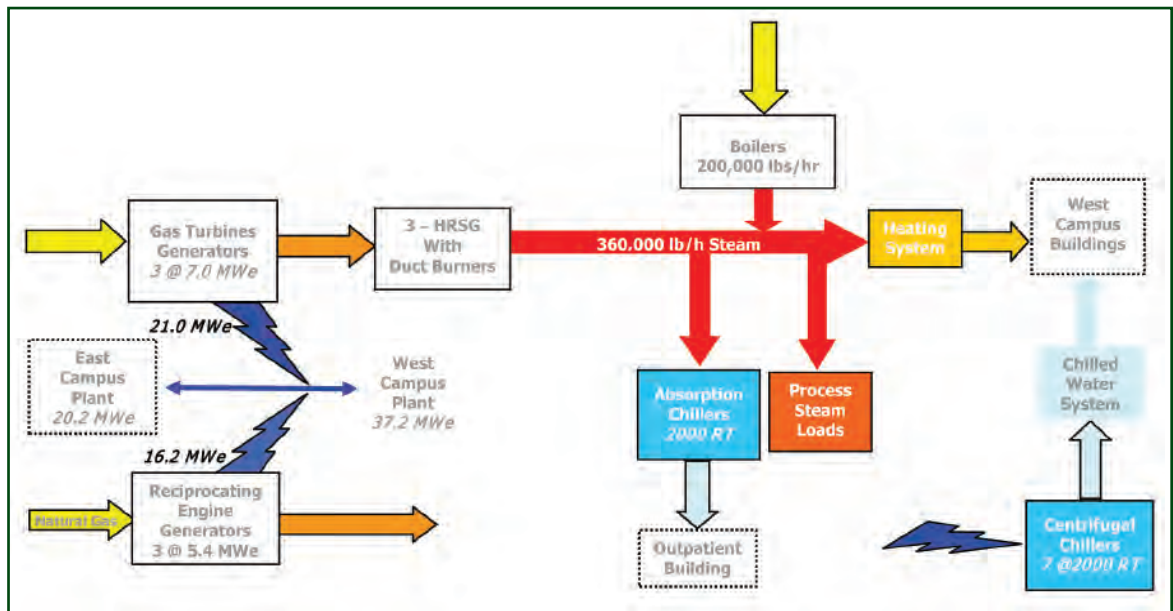 Boilers
200,000 lbs/hr
Gas Turbines
Generators
3 @ 7.0 MWe
3 – HRSG
With
Duct Burners
360,000 lb/h Steam
Heating
System
West
Campus
Buildings
21.0 MWe
East
Campus
Plant
20.2 MWe
West
Campus
Plant
37.2 MWe
Absorption
Chillers
2000 RT
Process
Steam
Loads
Chilled
Water
System
16.2 MWe
Natural Gas
Reciprocating
Engine
Generators
3 @ 5.4 MWe
Outpatient
Building
Centrifugal
Chillers
7 @2000 RT